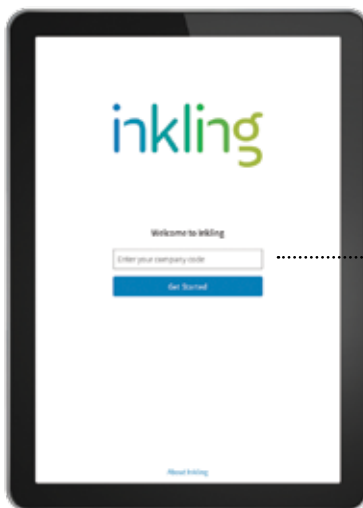 inkling
Welcome to Inkling
Enter your company code
Get Started
About Inkling